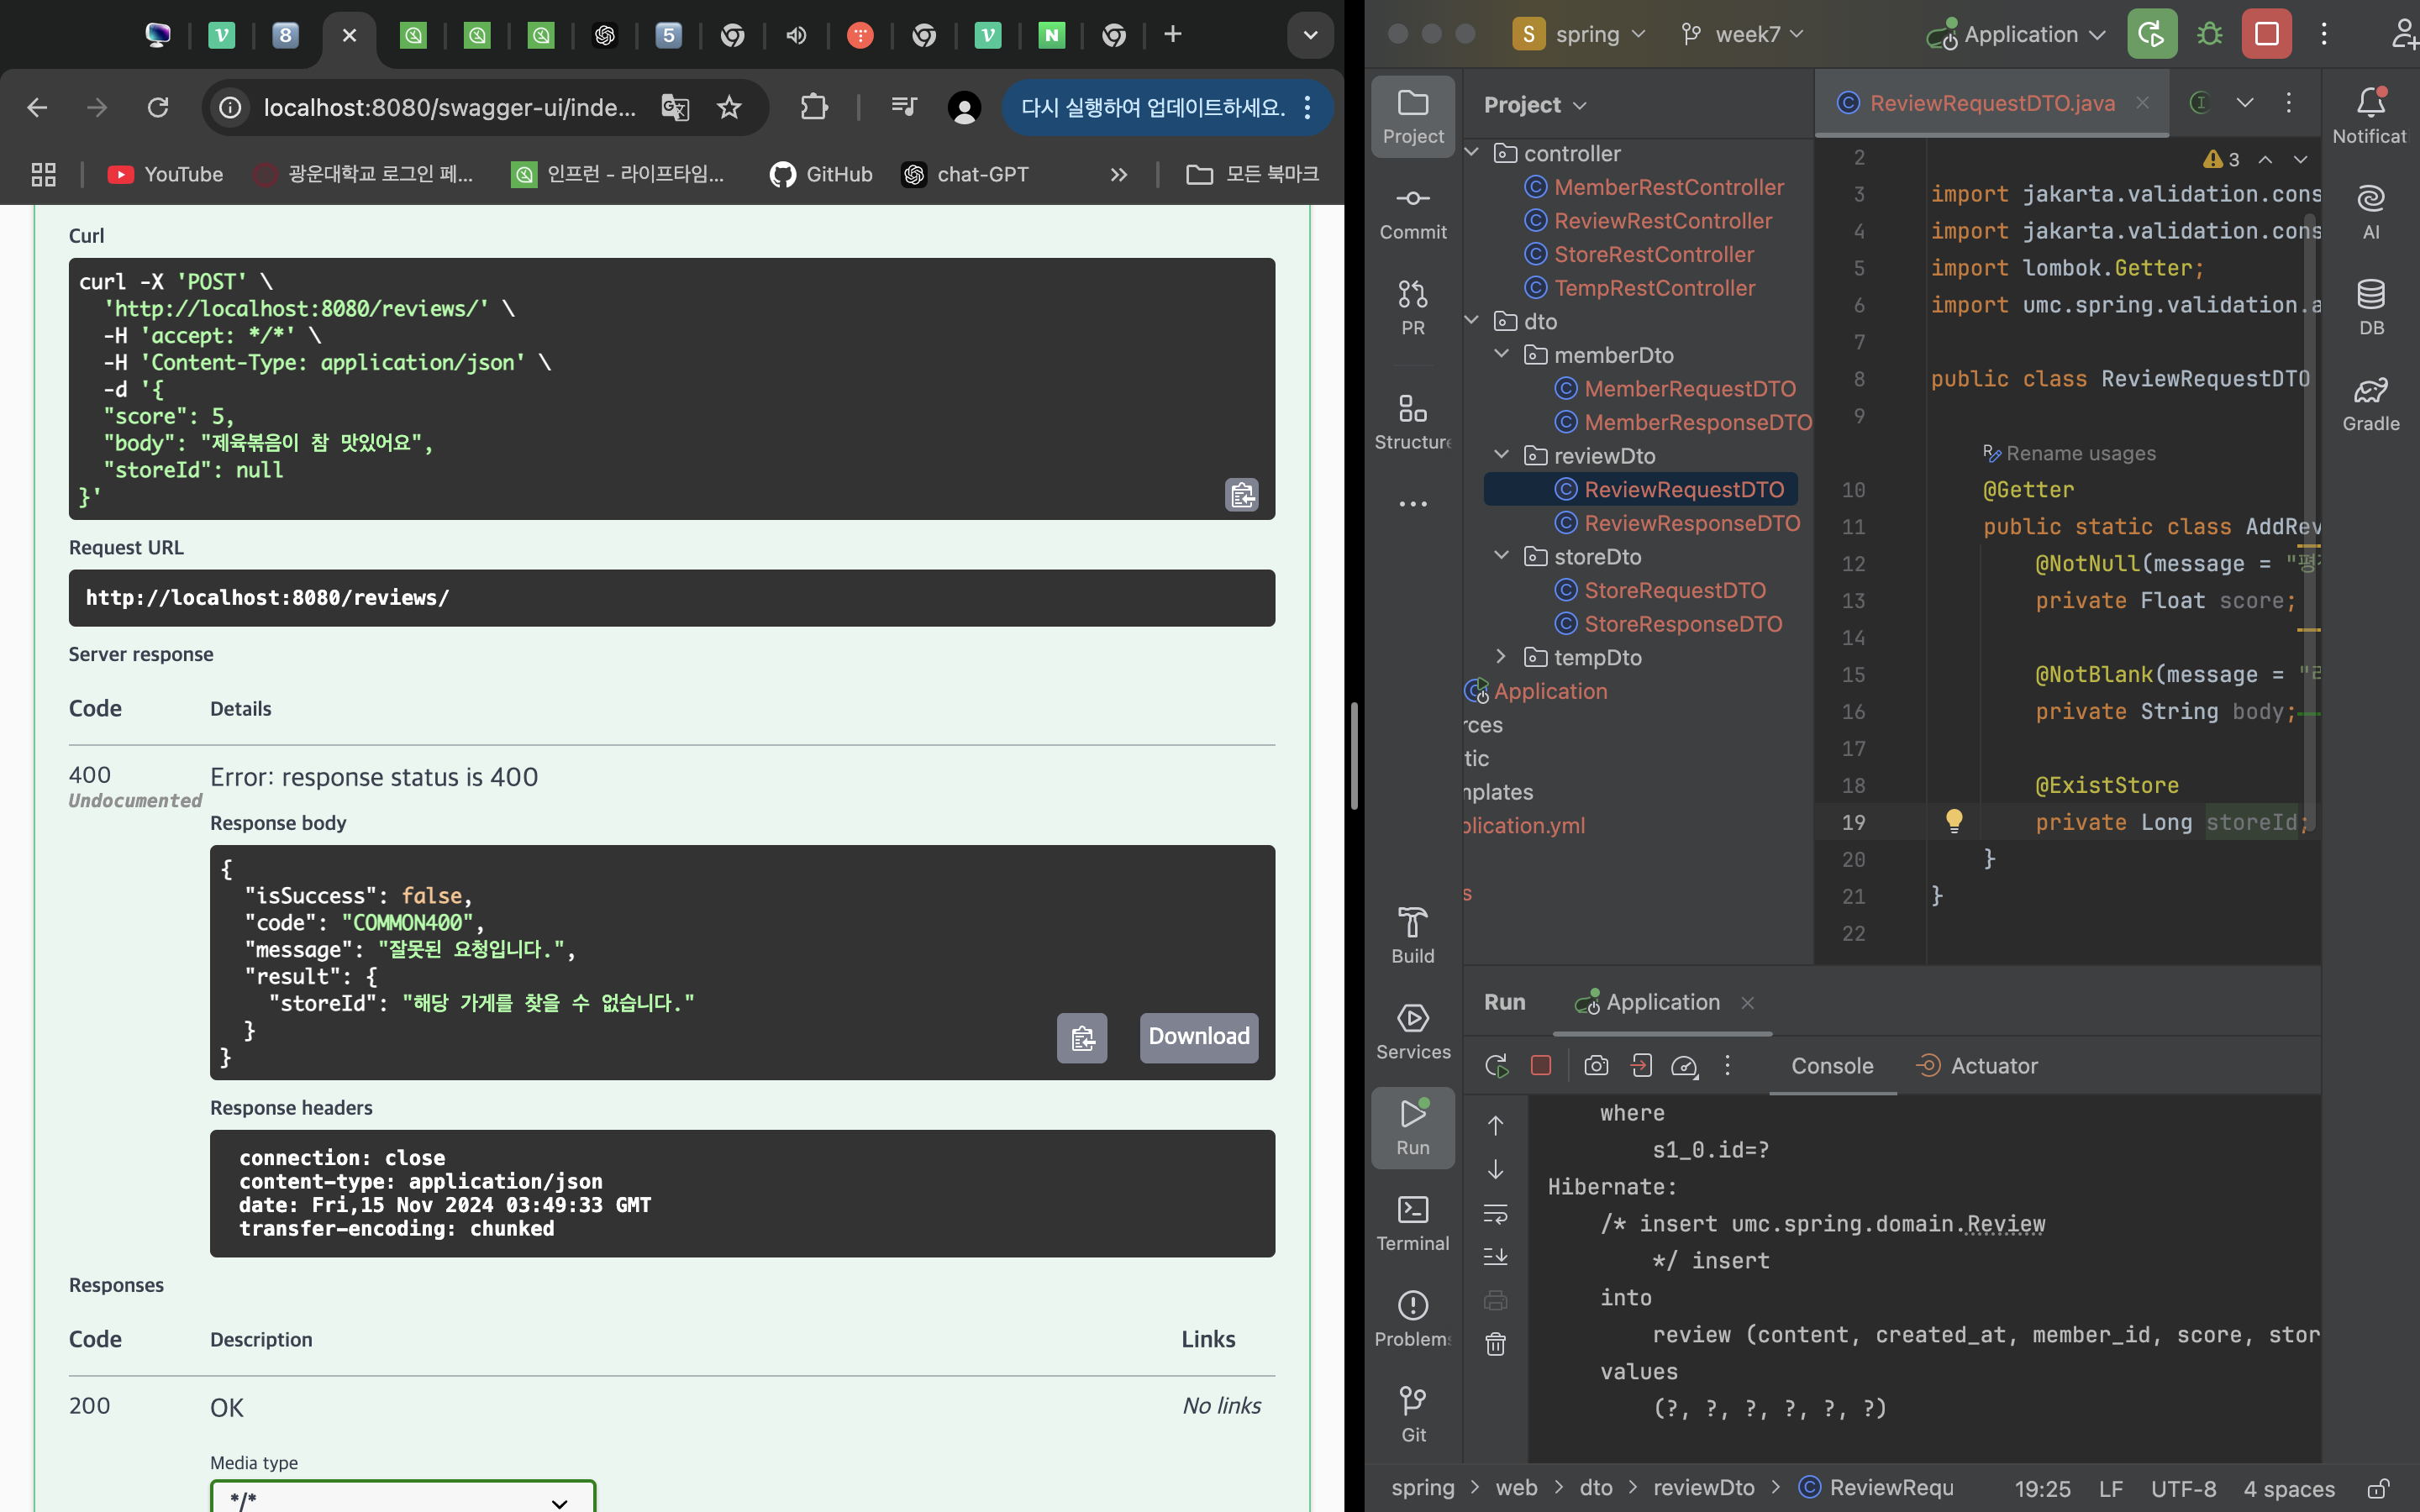 localhost:8080/swagger-ui/inde...
다시 실행하여 업데이트하세요.
YouTube
광운대학교 로그인 페...
인프런 - 라이프타임...
GitHub
chat-GPT
모든 북마크
Curl
curl -X 'POST' \
'http://localhost:8080/reviews/' \
-H 'accept: */*' \
-H 'Content-Type: application/json' \
-d '{
"score": 5,
"body": "제육볶음이 참 맛있어요",
"storeId": null
}'
Request URL
http://localhost:8080/reviews/
Server response
Code Details
400 Error: response status is 400
Undocumented
Response body
{
"isSuccess": false,
"code": "COMMON400",
"message": "잘못된 요청입니다.",
"result": {
"storeId": "해당 가게를 찾을 수 없습니다."
}
}
Download
Response headers
connection: close
content-type: application/json
date: Fri,15 Nov 2024 03:49:33 GMT
transfer-encoding: chunked
Responses
Code Description Links
200 OK No links
Media type
*/*
S spring week7 Application
Project
Commit
PR
Structure
Project
controller
MemberRestController
ReviewRestController
StoreRestController
TempRestController
dto
memberDto
MemberRequestDTO
MemberResponseDTO
reviewDto
ReviewRequestDTO
ReviewResponseDTO
storeDto
StoreRequestDTO
StoreResponseDTO
tempDto
Application
rces
tic
nplates
plication.yml
s
ReviewRequestDTO.java
2 3
3 import jakarta.validation.cons
4 import jakarta.validation.cons
5 import lombok.Getter;
6 import umc.spring.validation.a
7
8 public class ReviewRequestDTO
9
Rename usages
10 @Getter
11 public static class AddRev
12 @NotNull(message = "평
13 private Float score;
14
15 @NotBlank(message = "
16 private String body;
17
18 @ExistStore
19 private Long storeId;
20 }
21 }
22
Notificat
AI
DB
Gradle
Build
Services
Run
Terminal
Problems
Git
Run Application
Console Actuator
where
s1_0.id=?
Hibernate:
/* insert umc.spring.domain.Review
*/ insert
into
review (content, created_at, member_id, score, stor
values
(?, ?, ?, ?, ?, ?)
spring > web > dto > reviewDto > ReviewRequ 19:25 LF UTF-8 4 spaces